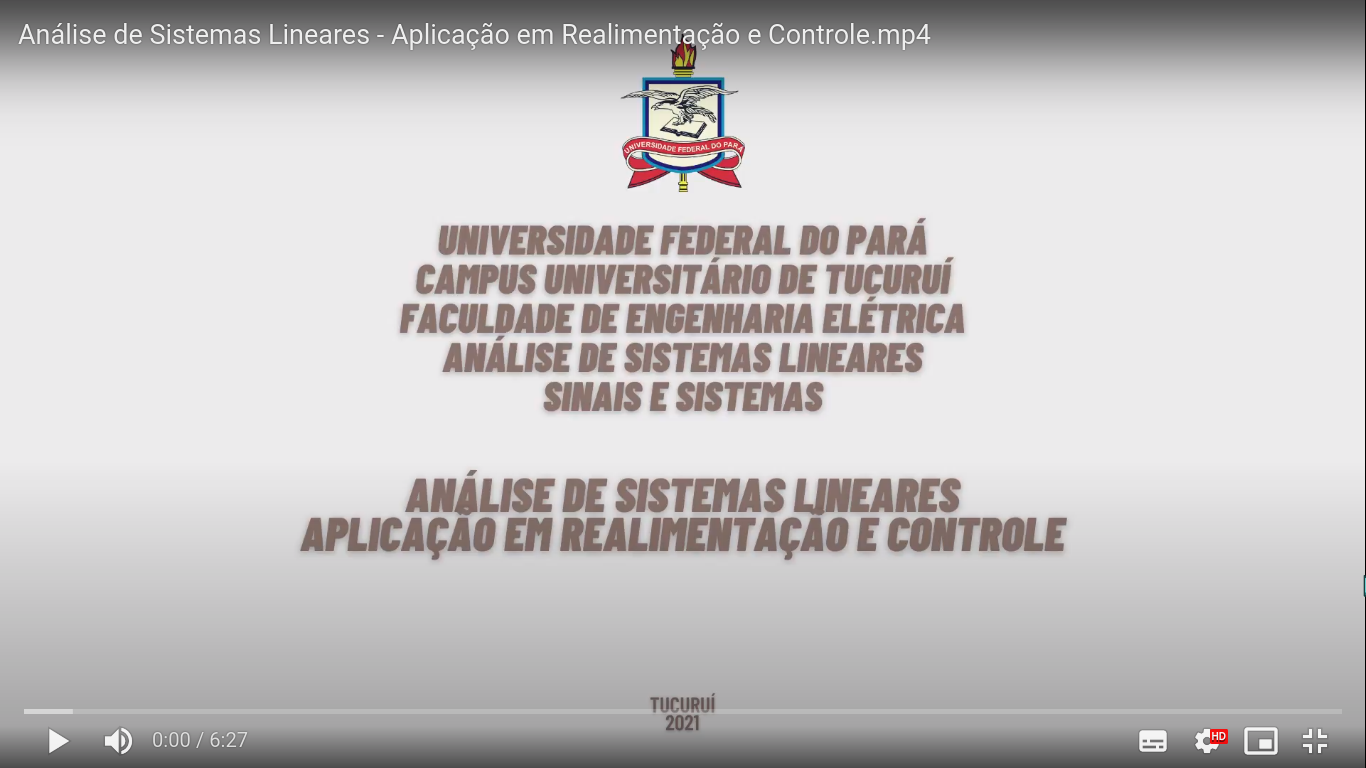 Análise de Sistemas Lineares - Aplicação em Realimentação e Controle.mp4
UNIVERSIDADE FEDERAL DO PARÁ
UNIVERSIDADE FEDERAL DO PARÁ
CAMPUS UNIVERSITÁRIO DE TUCURUÍ
FACULDADE DE ENGENHARIA ELÉTRICA
ANÁLISE DE SISTEMAS LINEARES
SINAIS E SISTEMAS
ANÁLISE DE SISTEMAS LINEARES
APLICAÇÃO EM REALIMENTAÇÃO E CONTROLE
TUCURUÍ
2021
0:00 / 6:27
HD